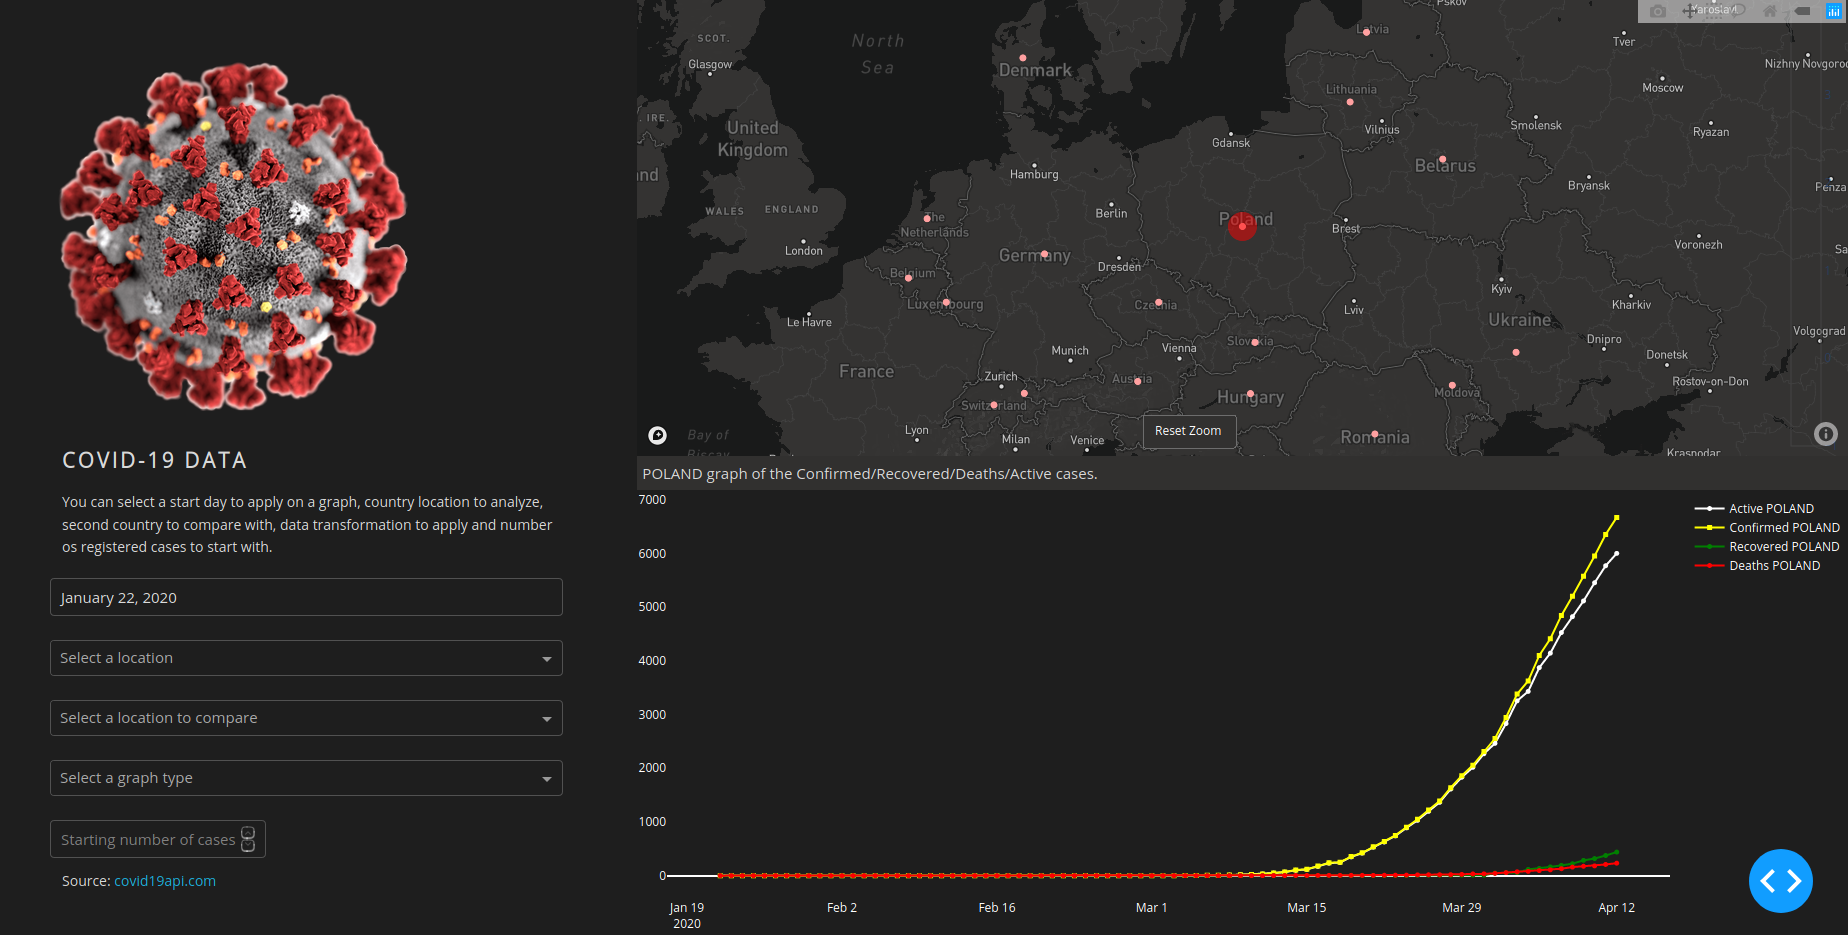 COVID-19 DATA
You can select a start day to apply on a graph, country location to analyze,
second country to compare with, data transformation to apply and number
os registered cases to start with.
January 22, 2020
Select a location
Select a location to compare
Select a graph type
Starting number of cases
Source: covid19api.com
Pskov
Yaroslavl
SCOT.
North
Sea
Latvia
Tver
Glasgow
Denmark
Nizhny Novgorod
Moscow
Lithuania
. IRE.
United
Kingdom
Vilnius
Smolensk
Ryazan
Gdansk
Belarus
nd
Hamburg
Bryansk
Penza
WALES
ENGLAND
Berlin
The
Netherlands
Poland
Brest
London
Germany
Dresden
Voronezh
Sa
Belgium
Luxembourg
Czechia
Kyiv
Kharkiv
Le Havre
Lviv
Ukraine
Volgograd
Slovakia
Dnipro
Munich
Vienna
Donetsk
France
Zurich
Austria
Rostov-on-Don
Switzerland
Hungary
Moldova
Lyon
Milan
Venice
Reset Zoom
Romania
Bay of
Biscay
Krasnodar
POLAND graph of the Confirmed/Recovered/Deaths/Active cases.
7000
6000
5000
4000
3000
2000
1000
0
Jan 19
2020
Feb 2
Feb 16
Mar 1
Mar 15
Mar 29
Apr 12
Active POLAND
Confirmed POLAND
Recovered POLAND
Deaths POLAND